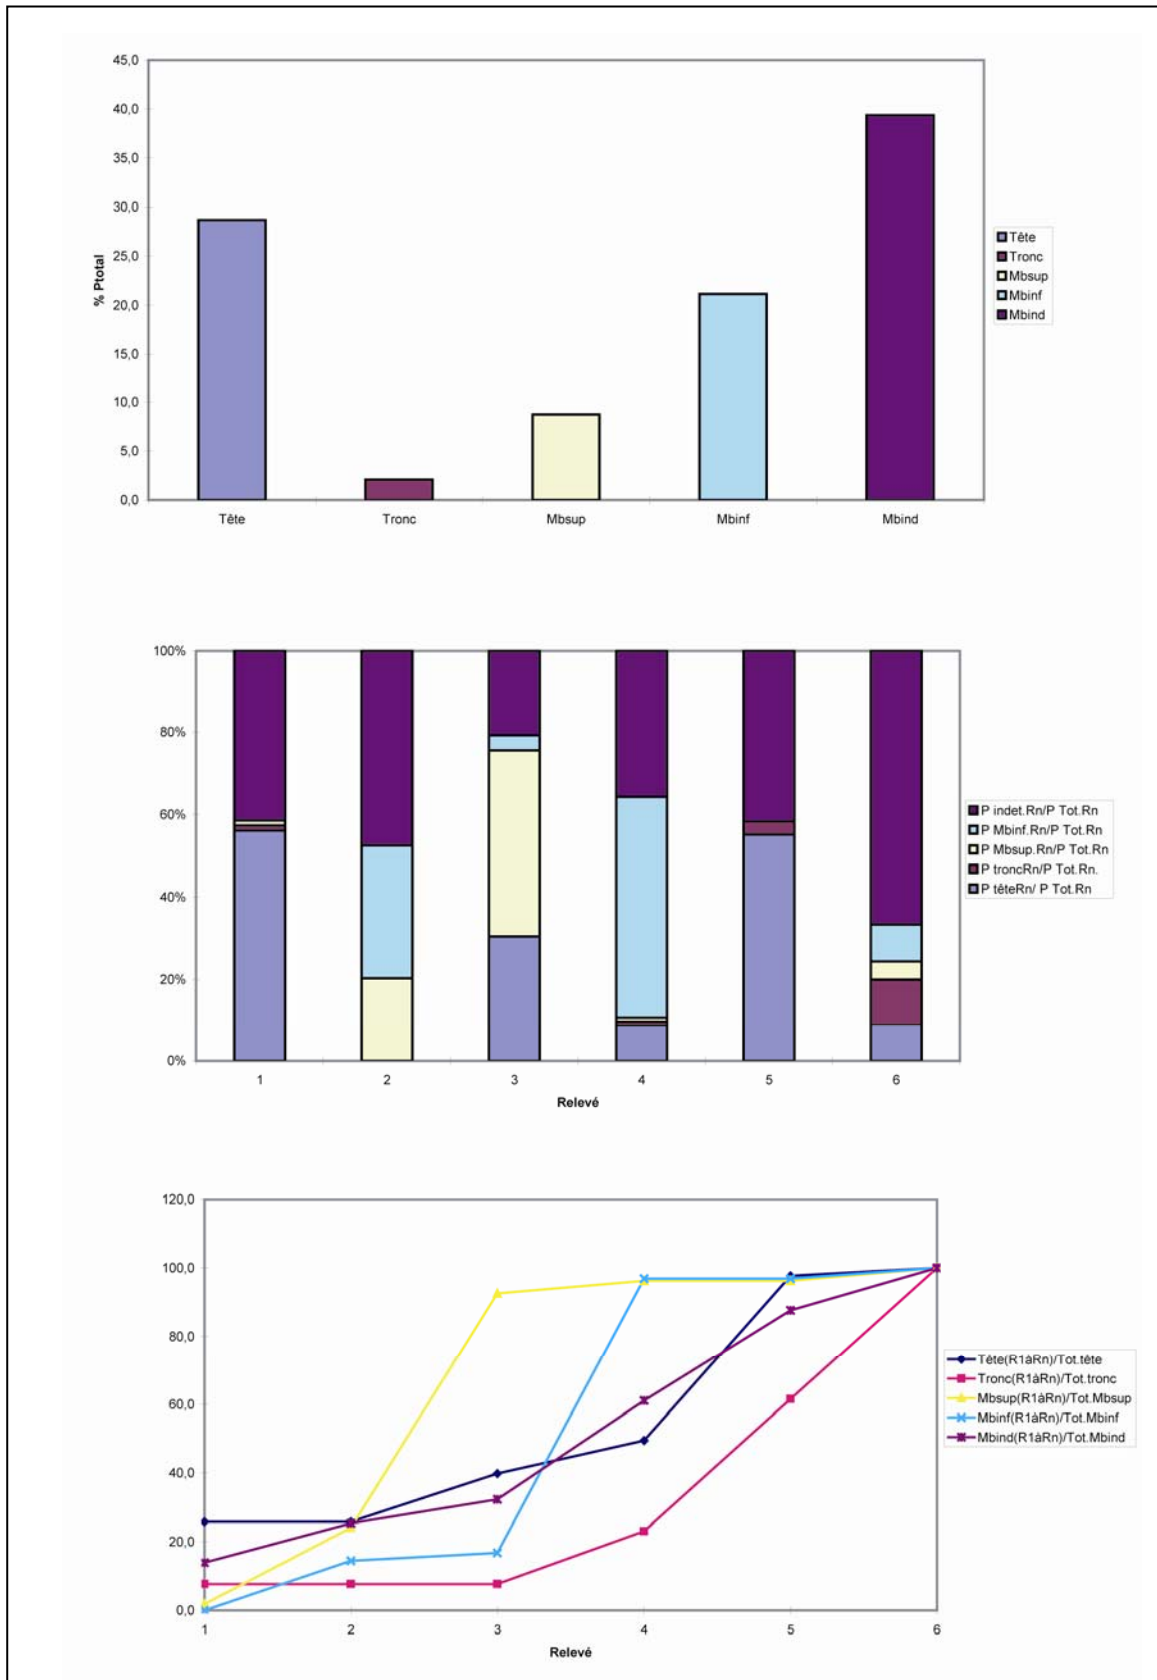 45,0
40,0
35,0
30,0
25,0
20,0
15,0
10,0
5,0
0,0
% Ptotal
Tête Tronc Mbsup Mbinf Mbind
Tête
Tronc
Mbsup
Mbinf
Mbind
100%
80%
60%
40%
20%
0%
1 2 3 4 5 6
Relevé
P indet.Rn/P Tot.Rn
P Mbinf.Rn/P Tot.Rn
P Mbsup.Rn/P Tot.Rn
P troncRn/P Tot.Rn.
P têteRn/ P Tot.Rn
120,0
100,0
80,0
60,0
40,0
20,0
0,0
1 2 3 4 5 6
Relevé
Tête(R1àRn)/Tot.tête
Tronc(R1àRn)/Tot.tronc
Mbsup(R1àRn)/Tot.Mbsup
Mbinf(R1àRn)/Tot.Mbinf
Mbind(R1àRn)/Tot.Mbind